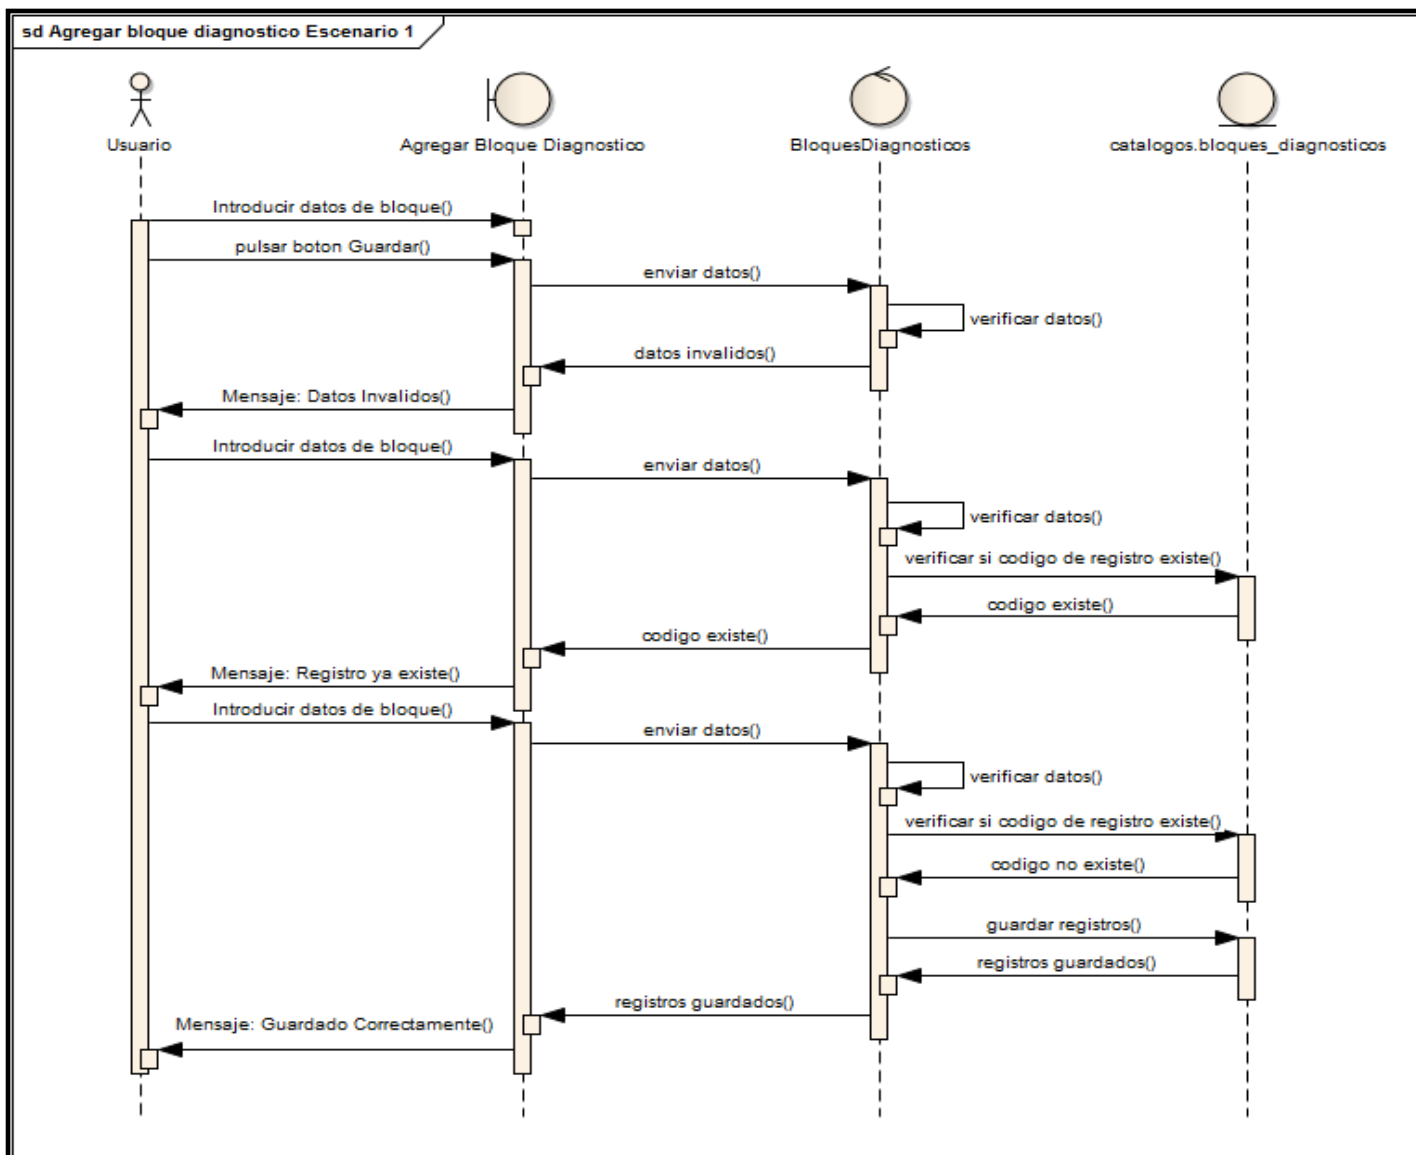 sd Agregar bloque diagnostico Escenario 1
Usuario
Agregar Bloque Diagnostico
BloquesDiagnosticos
catalogos.bloques_diagnosticos
Introducir datos de bloque()
pulsar boton Guardar()
enviar datos()
verificar datos()
datos invalidos()
Mensaje: Datos Invalidos()
Introducir datos de bloque()
enviar datos()
verificar datos()
verificar si codigo de registro existe()
codigo existe()
codigo existe()
Mensaje: Registro ya existe()
Introducir datos de bloque()
enviar datos()
verificar datos()
verificar si codigo de registro existe()
codigo no existe()
guardar registros()
registros guardados()
registros guardados()
Mensaje: Guardado Correctamente()